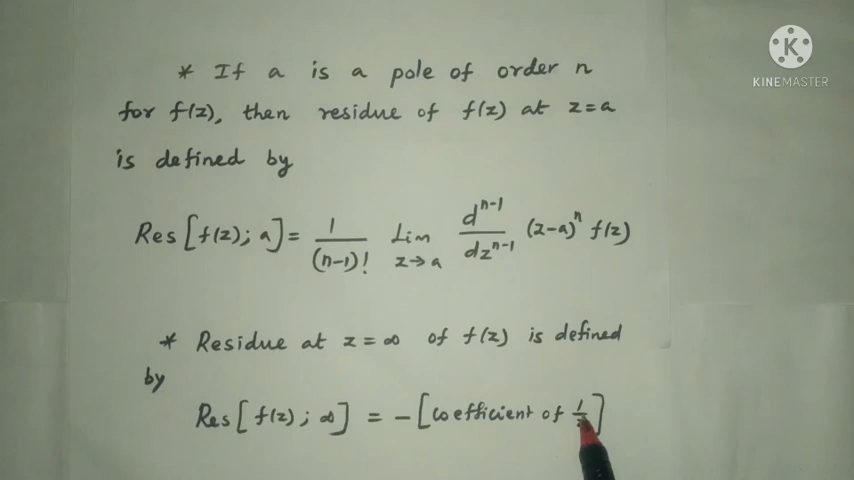 * If a is a pole of order n
for f(z), then residue of f(z) at z=a
is defined by
Res[f(z); a] = 1/(n-1)! Lim z→a d^(n-1)/dz^(n-1) (z-a)^n f(z)
* Residue at z=∞ of f(z) is defined
by
Res[f(z); ∞] = -[coefficient of 1/z]
K
KINEMASTER